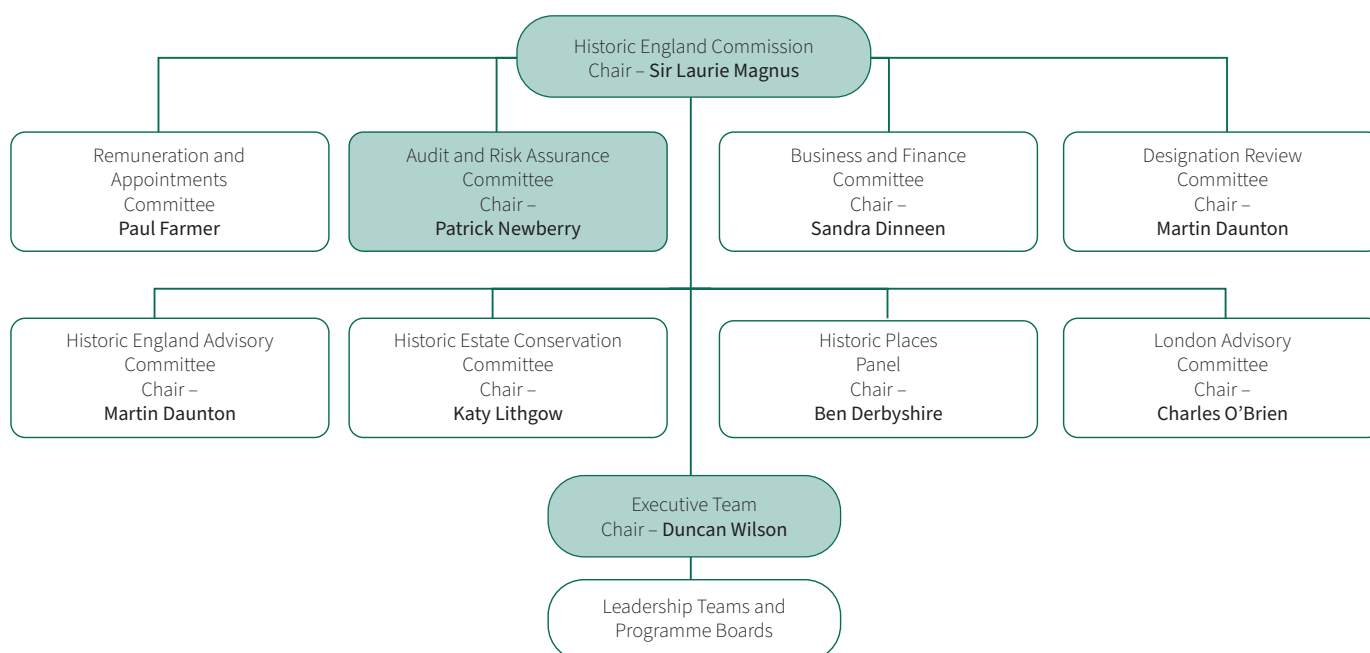 Historic England Commission
Chair – Sir Laurie Magnus
Remuneration and
Appointments
Committee
Paul Farmer
Audit and Risk Assurance
Committee
Chair –
Patrick Newberry
Business and Finance
Committee
Chair –
Sandra Dinneen
Designation Review
Committee
Chair –
Martin Daunton
Historic England Advisory
Committee
Chair –
Martin Daunton
Historic Estate Conservation
Committee
Chair –
Katy Lithgow
Historic Places
Panel
Chair –
Ben Derbyshire
London Advisory
Committee
Chair –
Charles O’Brien
Executive Team
Chair – Duncan Wilson
Leadership Teams and
Programme Boards